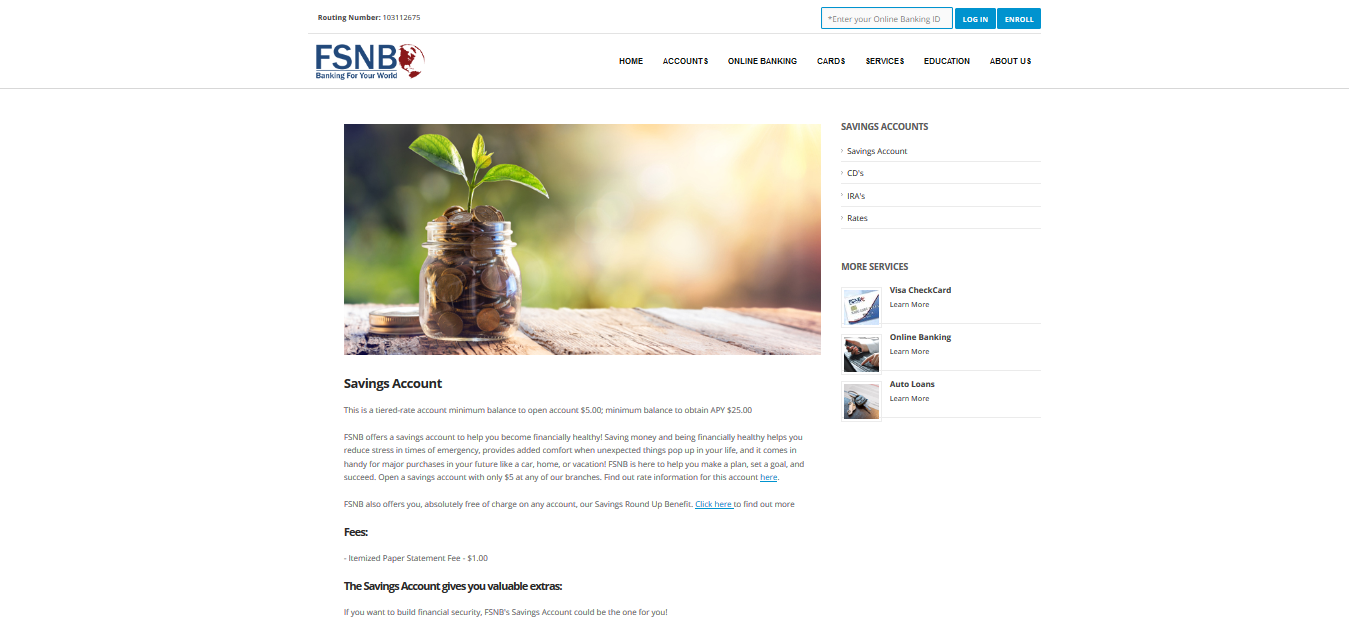 Routing Number: 103112675
*Enter your Online Banking ID
LOG IN
ENROLL
FSNB
Banking For Your World
HOME
ACCOUNTS
ONLINE BANKING
CARDS
SERVICES
EDUCATION
ABOUT US
Savings Account
This is a tiered-rate account minimum balance to open account $5.00; minimum balance to obtain APY $25.00
FSNB offers a savings account to help you become financially healthy! Saving money and being financially healthy helps you
reduce stress in times of emergency, provides added comfort when unexpected things pop up in your life, and it comes in
handy for major purchases in your future like a car, home, or vacation! FSNB is here to help you make a plan, set a goal, and
succeed. Open a savings account with only $5 at any of our branches. Find out rate information for this account here.
FSNB also offers you, absolutely free of charge on any account, our Savings Round Up Benefit. Click here to find out more
Fees:
- Itemized Paper Statement Fee - $1.00
The Savings Account gives you valuable extras:
If you want to build financial security, FSNB's Savings Account could be the one for you!
SAVINGS ACCOUNTS
Savings Account
CD's
IRA's
Rates
MORE SERVICES
Visa CheckCard
Learn More
Online Banking
Learn More
Auto Loans
Learn More